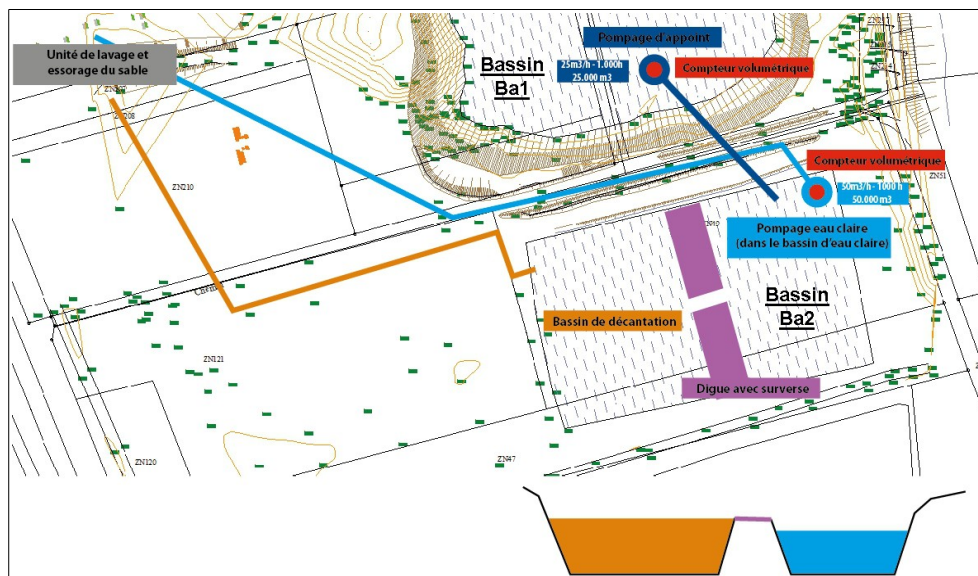 Unité de lavage et
essorage du sable
Bassin
Ba1
Pompage d'appoint
25m3/h - 1.000h
25.000 m3
Compteur volumétrique
Compteur volumétrique
50m3/h - 1000 h
50.000 m3
Pompage eau claire
(dans le bassin d'eau claire)
ZN208
ZN210
ZN51
Bassin
Ba2
Bassin de décantation
Digue avec surverse
ZN121
ZN120
ZN47